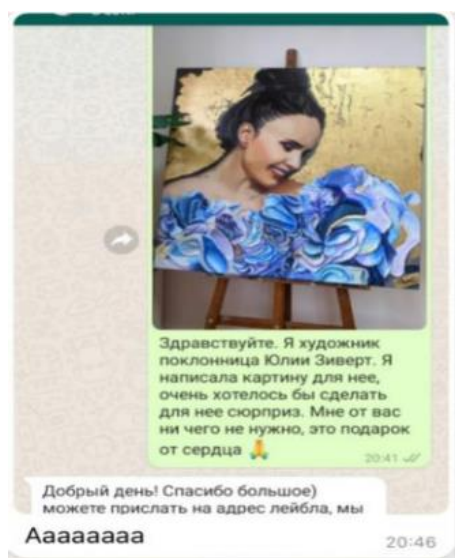 Здравствуйте. Я художник
поклонница Юлии Зиверт. Я
написала картину для нее,
очень хотелось бы сделать
для нее сюрприз. Мне от вас
ни чего не нужно, это подарок
от сердца 🙏
20:41
Добрый день! Спасибо большое)
можете прислать на адрес лейбла, мы
Аааааааа
20:46